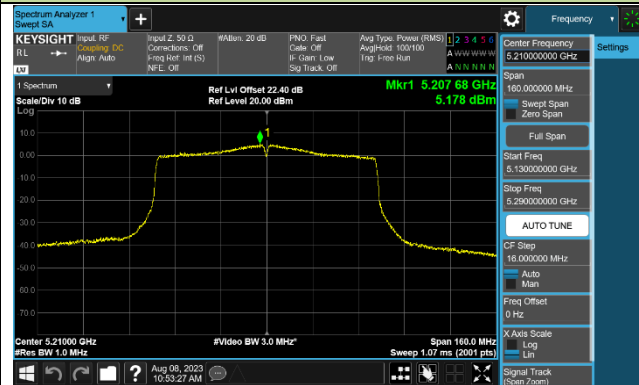 Spectrum Analyzer 1
Swept SA
+
Frequency
KEYSIGHT
RL
LXI
Input: RF
Coupling: DC
Align: Auto
Input Z: 50 Ω
Corrections: Off
Freq Ref: Int (S)
NFE: Off
#Atten: 20 dB
PNO: Fast
Gate: Off
IF Gain: Low
Sig Track: Off
Avg Type: Power (RMS)
Avg|Hold: 100/100
Trig: Free Run
1 2 3 4 5 6
A W W W W W
A N N N N N
1 Spectrum
Scale/Div 10 dB
Ref Lvl Offset 22.40 dB
Ref Level 20.00 dBm
Mkr1 5.207 68 GHz
5.178 dBm
Log
10.0
0.00
-10.0
-20.0
-30.0
-40.0
-50.0
-60.0
-70.0
1
Center 5.21000 GHz
#Res BW 1.0 MHz
#Video BW 3.0 MHz*
Span 160.0 MHz
Sweep 1.07 ms (2001 pts)
Center Frequency
5.210000000 GHz
Span
160.000000 MHz
Swept Span
Zero Span
Full Span
Start Freq
5.130000000 GHz
Stop Freq
5.290000000 GHz
AUTO TUNE
CF Step
16.000000 MHz
Auto
Man
Freq Offset
0 Hz
X Axis Scale
Log
Lin
Signal Track
(Span Zoom)
Settings
?
Aug 08, 2023
10:53:27 AM